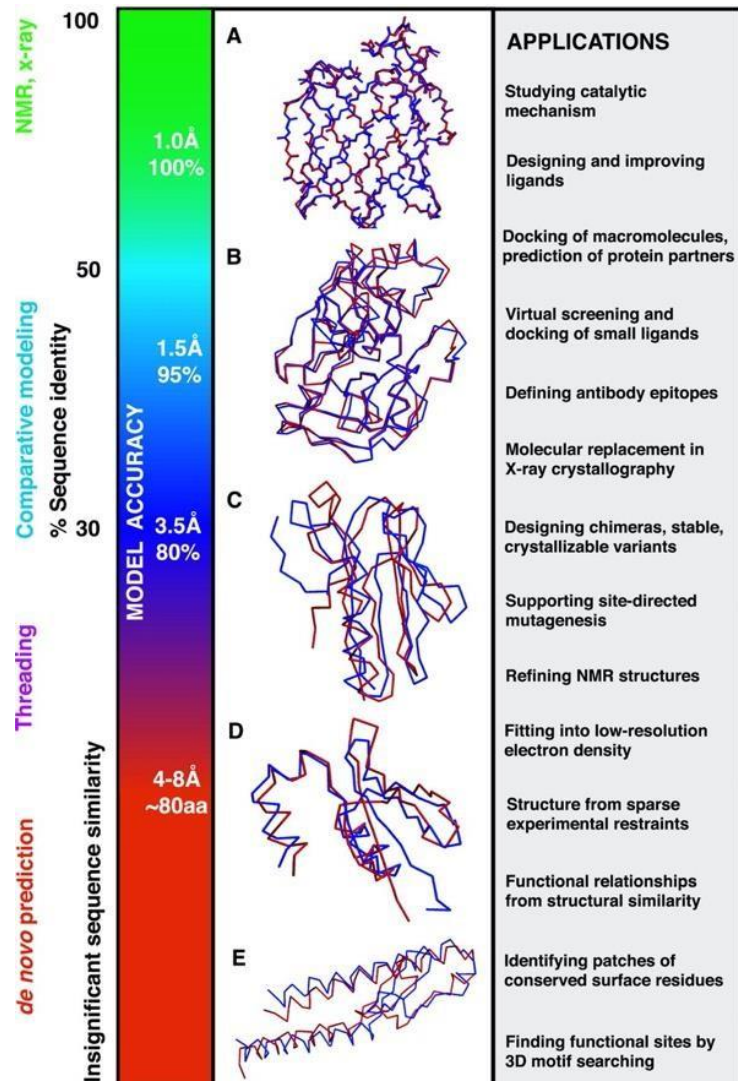 NMR, x-ray
Comparative modeling
Threading
de novo prediction
% Sequence identity
Insignificant sequence similarity
100
50
30
MODEL ACCURACY
1.0Å
100%
1.5Å
95%
3.5Å
80%
4-8Å
~80aa
A
B
C
D
E
APPLICATIONS
Studying catalytic
mechanism
Designing and improving
ligands
Docking of macromolecules,
prediction of protein partners
Virtual screening and
docking of small ligands
Defining antibody epitopes
Molecular replacement in
X-ray crystallography
Designing chimeras, stable,
crystallizable variants
Supporting site-directed
mutagenesis
Refining NMR structures
Fitting into low-resolution
electron density
Structure from sparse
experimental restraints
Functional relationships
from structural similarity
Identifying patches of
conserved surface residues
Finding functional sites by
3D motif searching